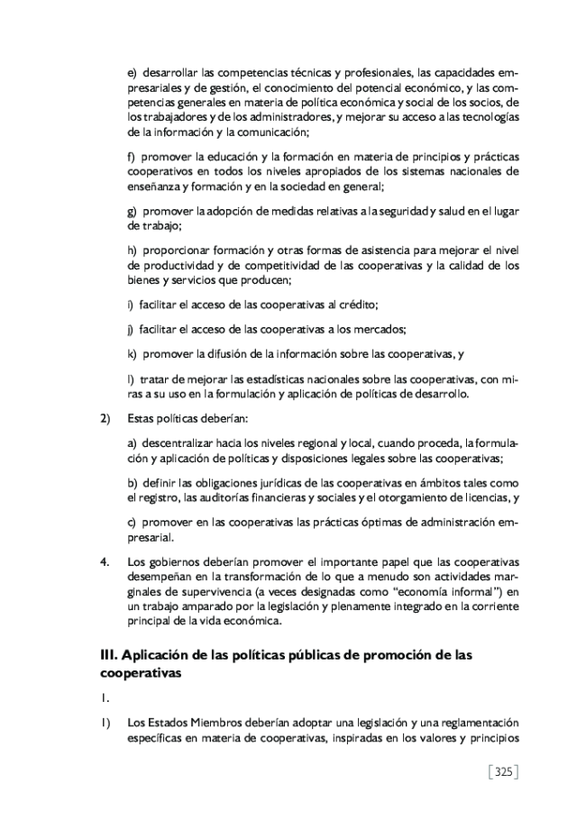 e) desarrollar las competencias técnicas y profesionales, las capacidades em-
presariales y de gestión, el conocimiento del potencial económico, y las com-
petencias generales en materia de política económica y social de los socios, de
los trabajadores y de los administradores, y mejorar su acceso a las tecnologías
de la información y la comunicación;
f) promover la educación y la formación en materia de principios y prácticas
cooperativos en todos los niveles apropiados de los sistemas nacionales de
enseñanza y formación y en la sociedad en general;
g) promover la adopción de medidas relativas a la seguridad y salud en el lugar
de trabajo;
h) proporcionar formación y otras formas de asistencia para mejorar el nivel
de productividad y de competitividad de las cooperativas y la calidad de los
bienes y servicios que producen;
i) facilitar el acceso de las cooperativas al crédito;
j) facilitar el acceso de las cooperativas a los mercados;
k) promover la difusión de la información sobre las cooperativas, y
l) tratar de mejorar las estadísticas nacionales sobre las cooperativas, con mi-
ras a su uso en la formulación y aplicación de políticas de desarrollo.
2) Estas políticas deberían:
a) descentralizar hacia los niveles regional y local, cuando proceda, la formula-
ción y aplicación de políticas y disposiciones legales sobre las cooperativas;
b) definir las obligaciones jurídicas de las cooperativas en ámbitos tales como
el registro, las auditorías financieras y sociales y el otorgamiento de licencias, y
c) promover en las cooperativas las prácticas óptimas de administración em-
presarial.
4. Los gobiernos deberían promover el importante papel que las cooperativas
desempeñan en la transformación de lo que a menudo son actividades mar-
ginales de supervivencia (a veces designadas como “economía informal”) en
un trabajo amparado por la legislación y plenamente integrado en la corriente
principal de la vida económica.
III. Aplicación de las políticas públicas de promoción de las
cooperativas
1.
1) Los Estados Miembros deberían adoptar una legislación y una reglamentación
específicas en materia de cooperativas, inspiradas en los valores y principios
[325]